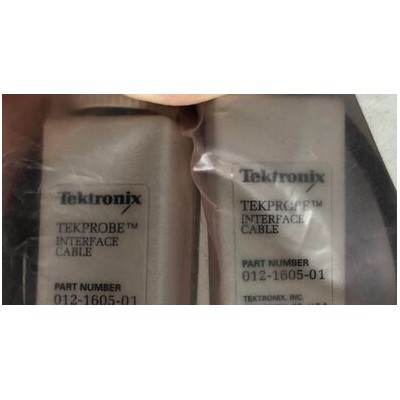 Tektronix
TEKPROBE™
INTERFACE
CABLE
PART NUMBER
012-1605-01
Tektronix
TEKPROBE™
INTERFACE
CABLE
PART NUMBER
012-1605-01
TEKTRONIX, INC.